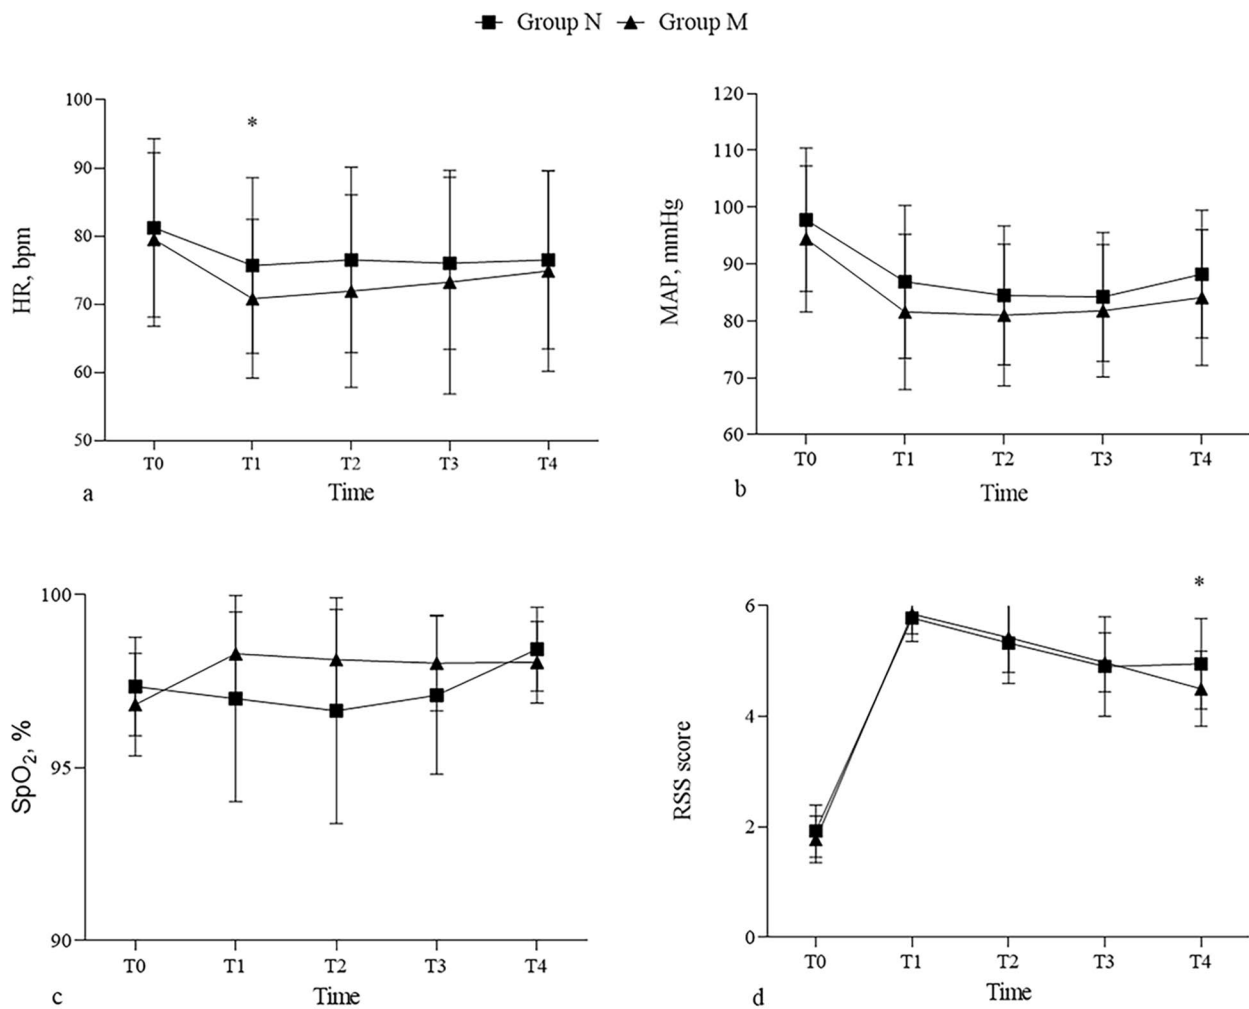 Group N Group M
*
HR, bpm
100
90
80
70
60
50
T0 T1 T2 T3 T4
Time
a
MAP, mmHg
120
110
100
90
80
70
60
T0 T1 T2 T3 T4
Time
b
SpO2, %
100
95
90
T0 T1 T2 T3 T4
Time
c
*
RSS score
6
4
2
0
T0 T1 T2 T3 T4
Time
d